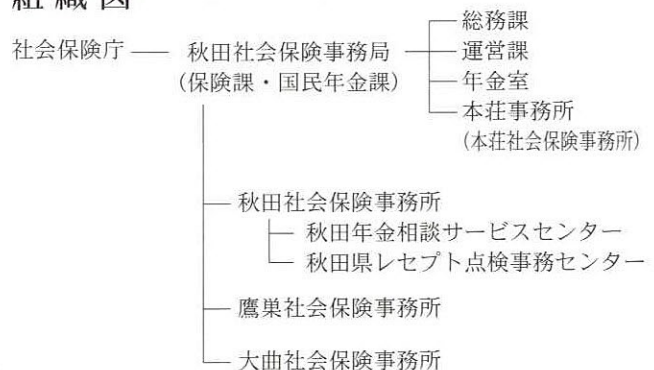 組織図
社会保険庁
秋田社会保険事務局
(保険課・国民年金課)
総務課
運営課
年金室
本荘事務所
(本荘社会保険事務所)
秋田社会保険事務所
秋田年金相談サービスセンター
秋田県レセプト点検事務センター
鷹巣社会保険事務所
大曲社会保険事務所